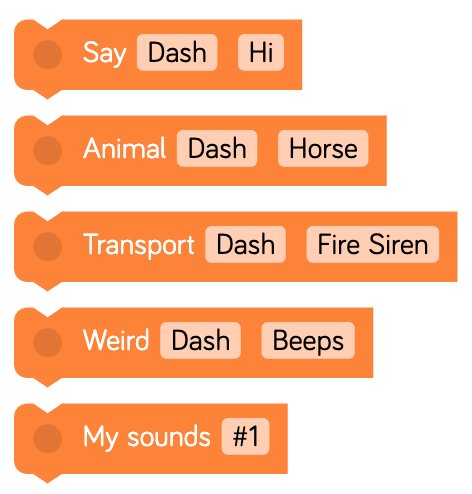 Say Dash Hi
Animal Dash Horse
Transport Dash Fire Siren
Weird Dash Beeps
My sounds #1